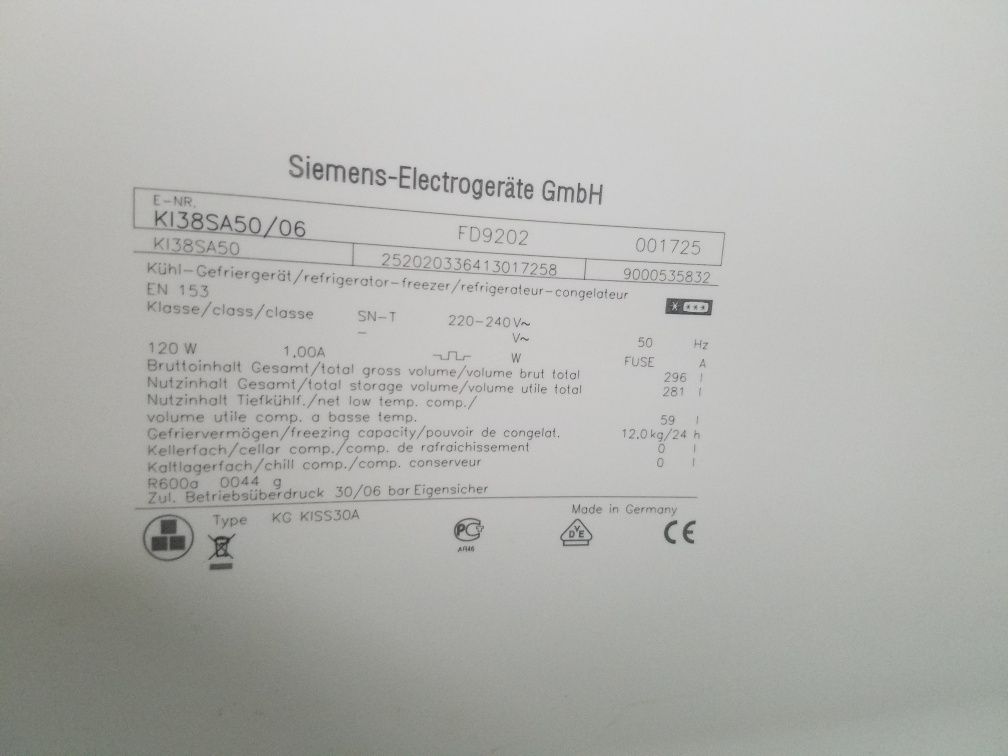 Siemens-Electrogeräte GmbH
E-NR.
KI38SA50/06 FD9202 001725
KI38SA50 252020336413017258 9000535832
Kühl-Gefriergerät/refrigerator-freezer/refrigerateur-congelateur
EN 153
Klasse/class/classe SN-T 220-240V~ 50 Hz
- V~
120 W 1,00A W FUSE A
Bruttoinhalt Gesamt/total gross volume/volume brut total 296 l
Nutzinhalt Gesamt/total storage volume/volume utile total 281 l
Nutzinhalt Tiefkühlf./net low temp. comp./
volume utile comp. a basse temp. 59 l
Gefriervermögen/freezing capacity/pouvoir de congelat. 12.0kg/24 h
Kellerfach/cellar comp./comp. de rafraichissement 0 l
Kaltlagerfach/chill comp./comp. conserveur 0 l
R600a 0044 g
Zul. Betriebsüberdruck 30/06 bar Eigensicher
Type KG KISS30A Made in Germany
PCT DVE CE
АЯ46